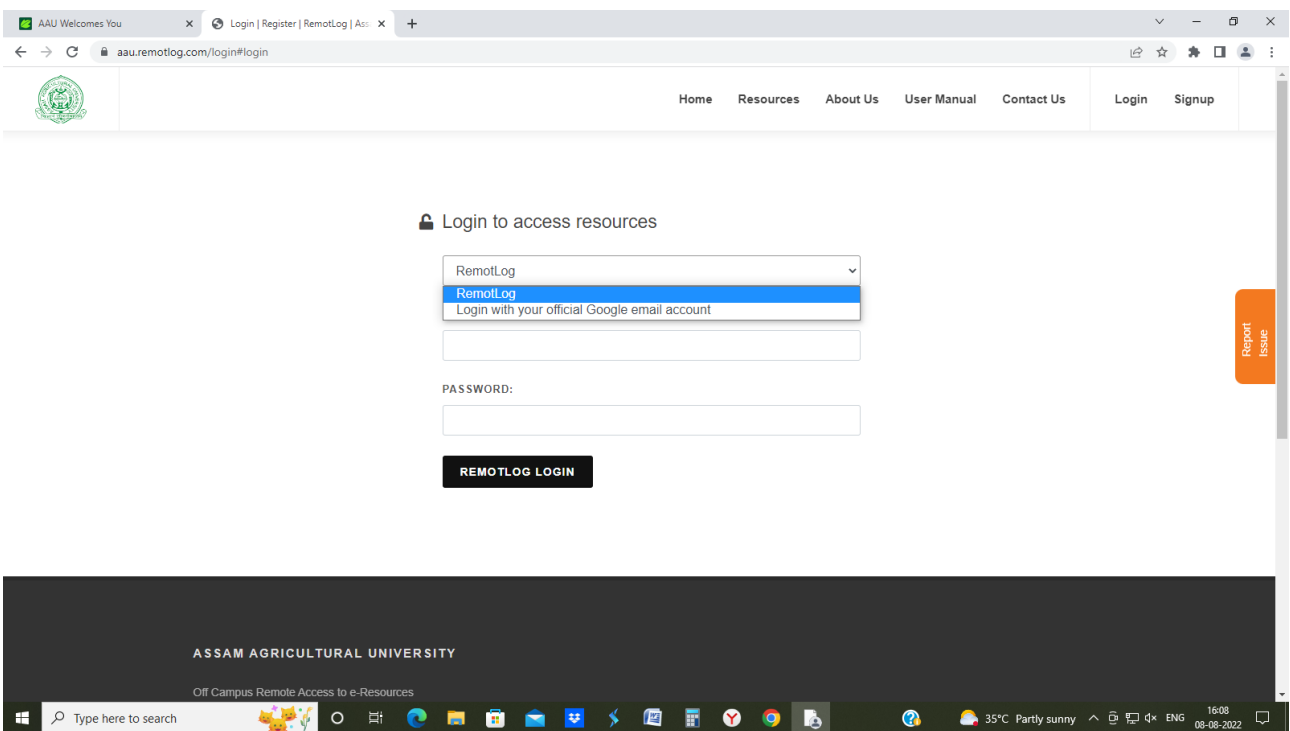 AAU Welcomes You
Login | Register | RemotLog | Ass
aau.remotlog.com/login#login
Home Resources About Us User Manual Contact Us Login Signup
Login to access resources
RemotLog
RemotLog
Login with your official Google email account
PASSWORD:
REMOTLOG LOGIN
Report
Issue
ASSAM AGRICULTURAL UNIVERSITY
Off Campus Remote Access to e-Resources
Type here to search
35°C Partly sunny
ENG
16:08
08-08-2022